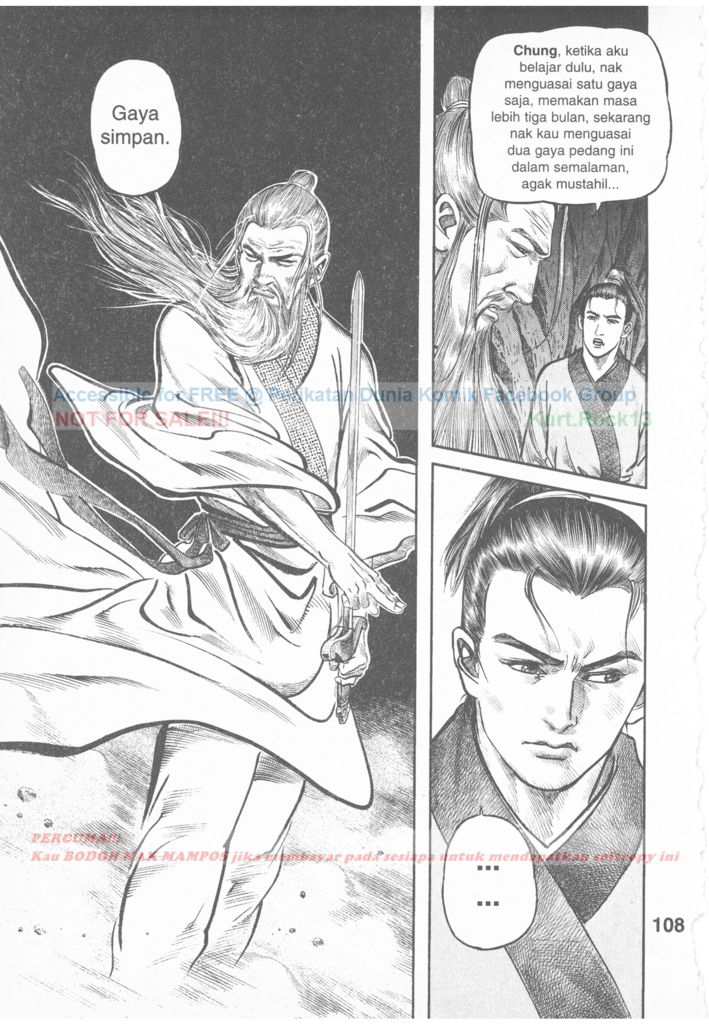 Gaya
simpan.
Chung, ketika aku
belajar dulu, nak
menguasai satu gaya
saja, memakan masa
lebih tiga bulan, sekarang
nak kau menguasai
dua gaya pedang ini
dalam semalaman,
agak mustahil...
Accessible for FREE @ Perikatan Dunia Komik Facebook Group
NOT FOR SALE!!!
Kurt.Rock13
PERCUMA!!!
Kau BODOH NAK MAMPOS jika membayar pada sesiapa untuk mendapatkan softcopy ini
...
...
108